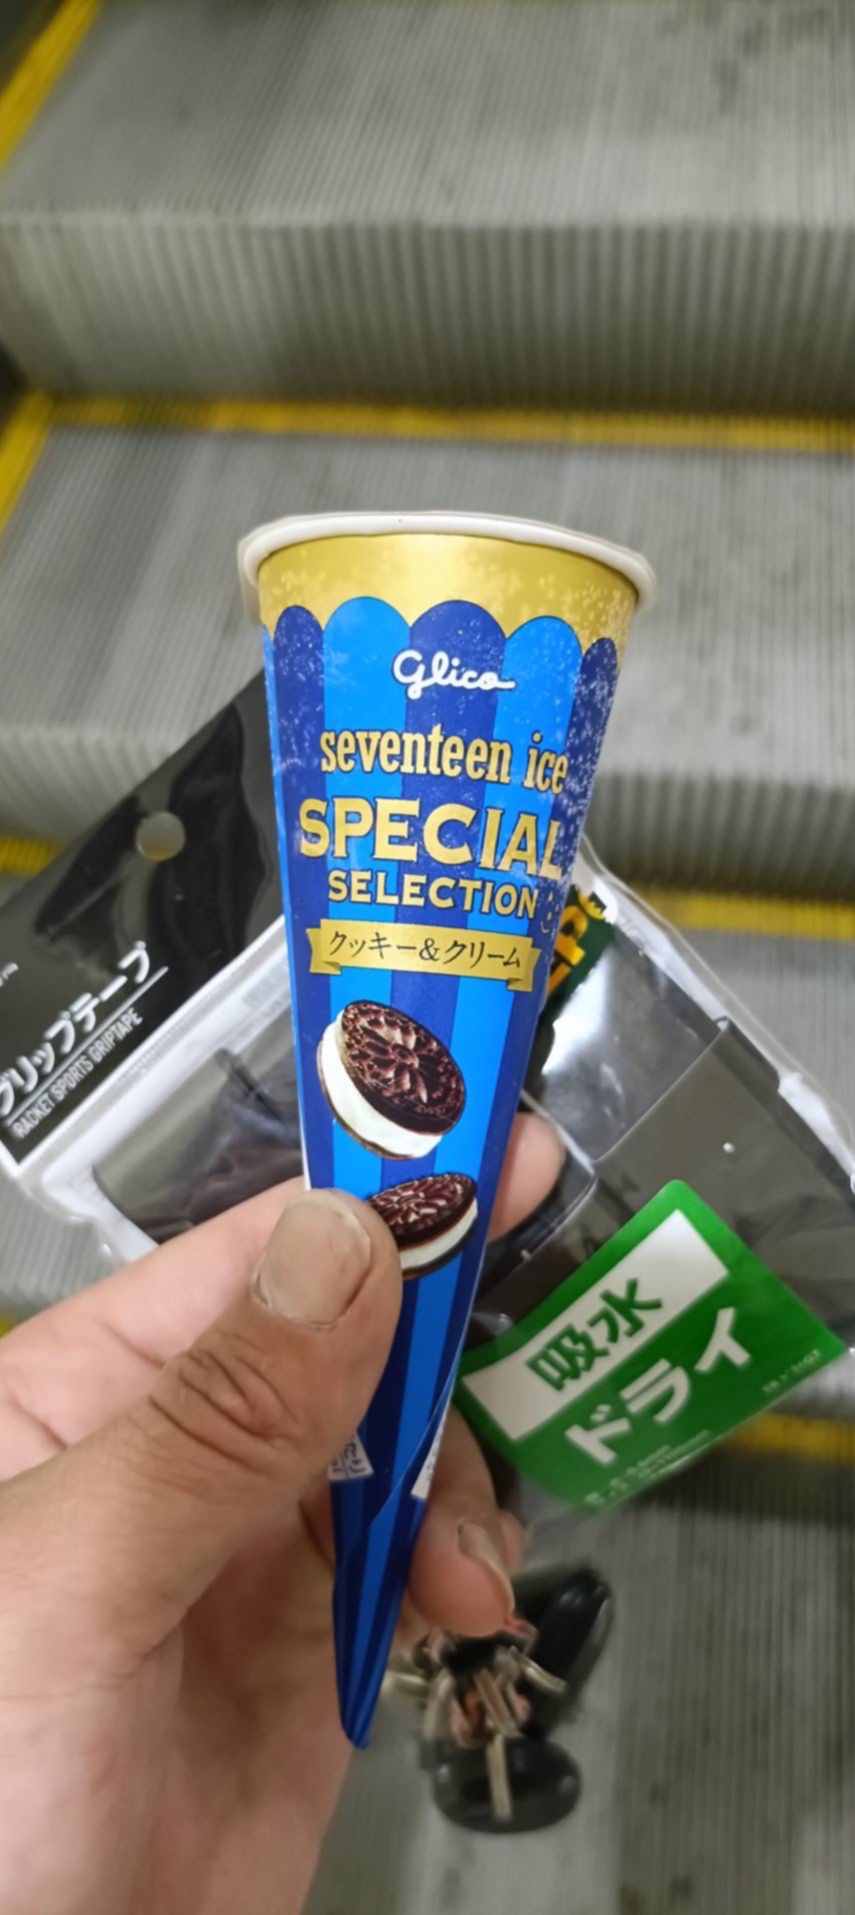 Glico
seventeen ice
SPECIAL
SELECTION
クッキー&クリーム
グリップテープ
RACKET SPORTS GRIPTAPE
吸水
ドライ